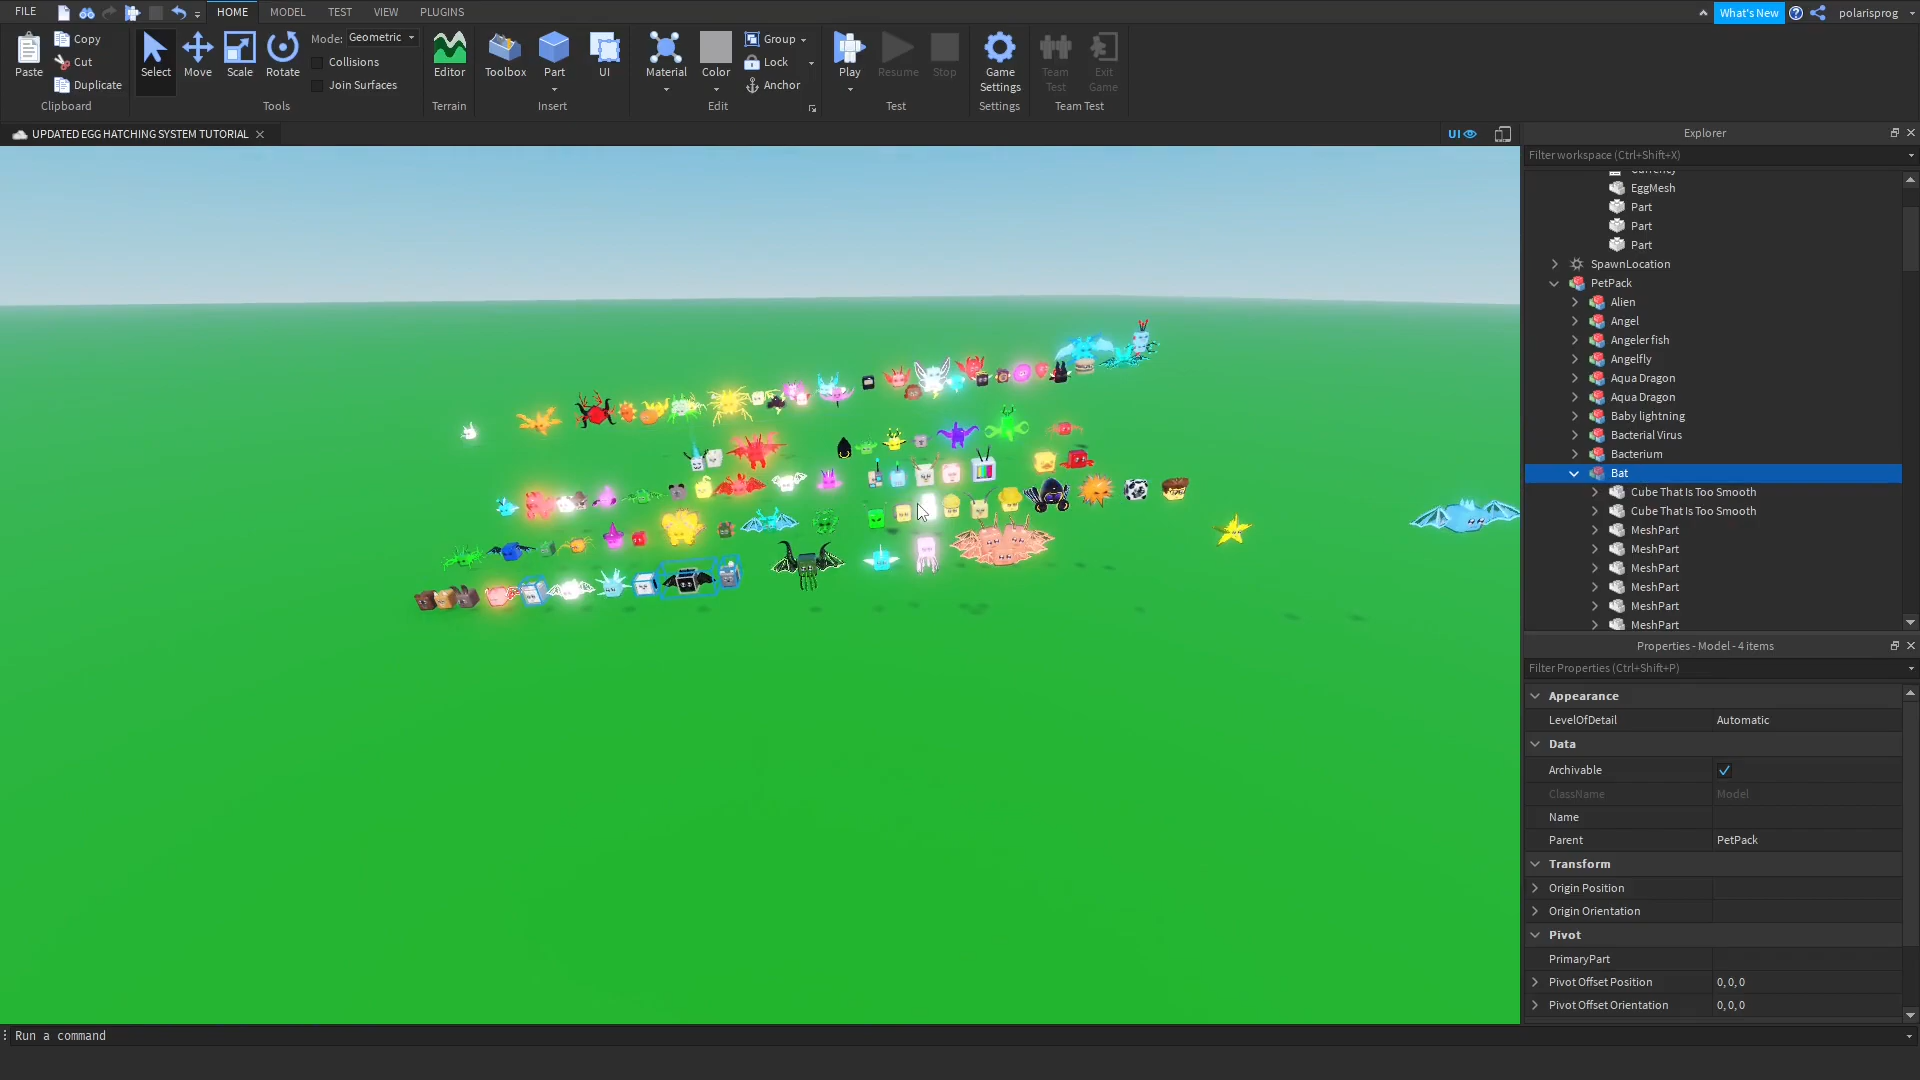 FILE HOME MODEL TEST VIEW PLUGINS What's New polarisprog
Paste Copy Cut Duplicate Clipboard
Select Move Scale Rotate Mode: Geometric Collisions Join Surfaces Tools
Editor Terrain
Toolbox Part UI Insert
Material Color Group Lock Anchor Edit
Play Resume Stop Test
Game Settings Settings
Team Test Exit Game Team Test
UPDATED EGG HATCHING SYSTEM TUTORIAL UI
Explorer
Filter workspace (Ctrl+Shift+X)
Currency
EggMesh
Part
Part
Part
SpawnLocation
PetPack
Alien
Angel
Angeler fish
Angelfly
Aqua Dragon
Aqua Dragon
Baby lightning
Bacterial Virus
Bacterium
Bat
Cube That Is Too Smooth
Cube That Is Too Smooth
MeshPart
MeshPart
MeshPart
MeshPart
MeshPart
MeshPart
Properties - Model - 4 items
Filter Properties (Ctrl+Shift+P)
Appearance
LevelOfDetail Automatic
Data
Archivable
ClassName Model
Name
Parent PetPack
Transform
Origin Position
Origin Orientation
Pivot
PrimaryPart
Pivot Offset Position 0, 0, 0
Pivot Offset Orientation 0, 0, 0
Run a command